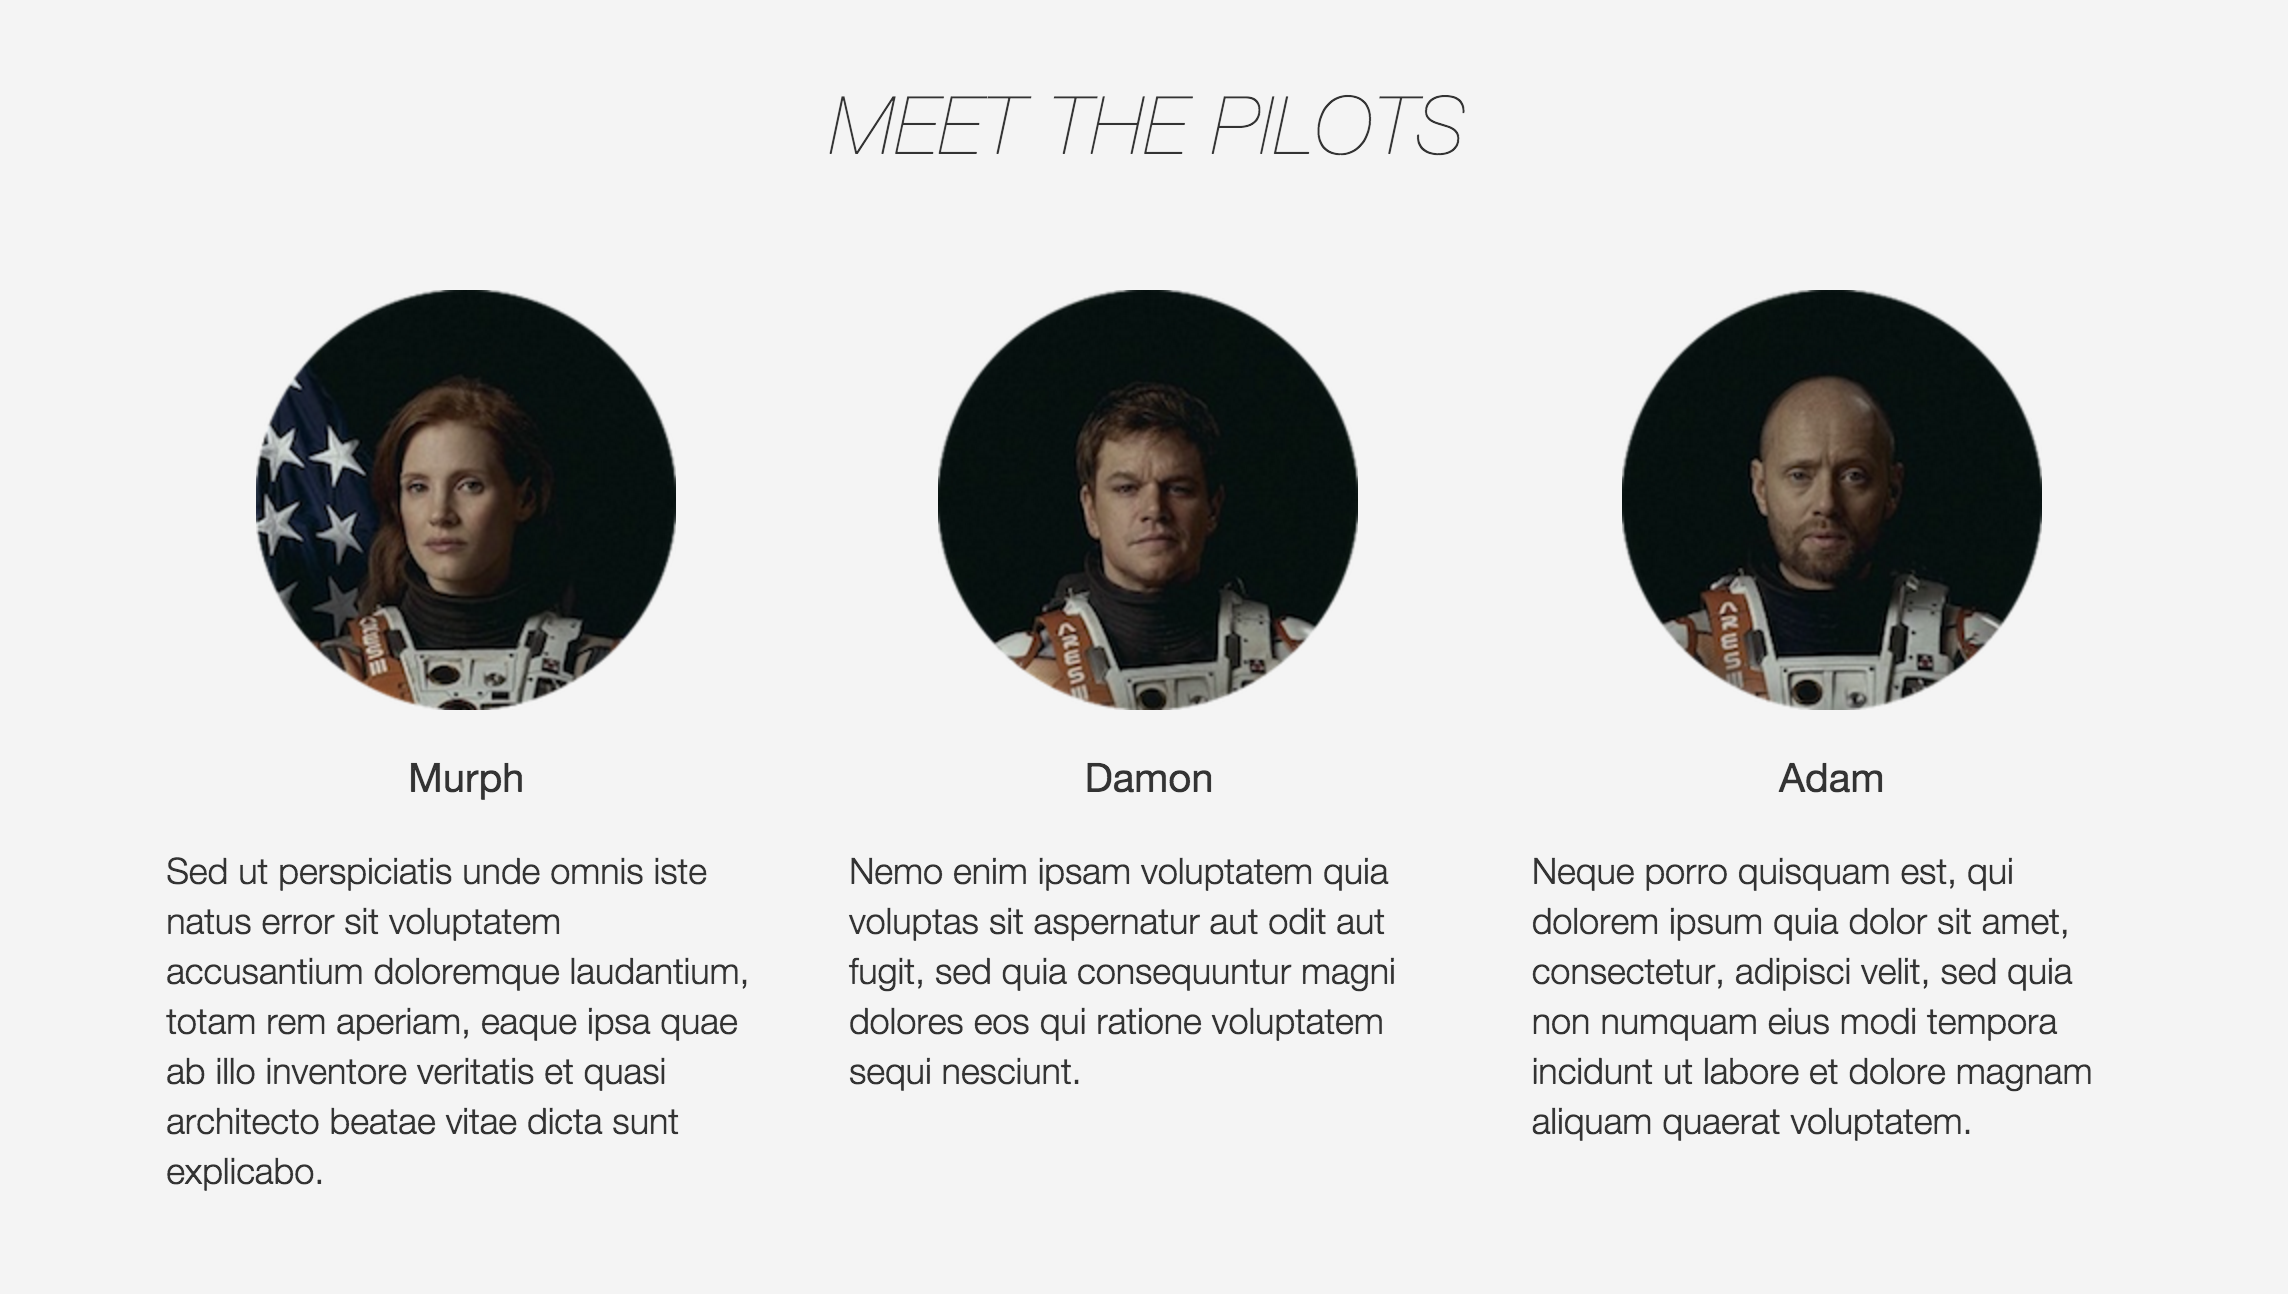 MEET THE PILOTS
ARES III
ARES III
ARES III
Murph
Damon
Adam
Sed ut perspiciatis unde omnis iste
natus error sit voluptatem
accusantium doloremque laudantium,
totam rem aperiam, eaque ipsa quae
ab illo inventore veritatis et quasi
architecto beatae vitae dicta sunt
explicabo.
Nemo enim ipsam voluptatem quia
voluptas sit aspernatur aut odit aut
fugit, sed quia consequuntur magni
dolores eos qui ratione voluptatem
sequi nesciunt.
Neque porro quisquam est, qui
dolorem ipsum quia dolor sit amet,
consectetur, adipisci velit, sed quia
non numquam eius modi tempora
incidunt ut labore et dolore magnam
aliquam quaerat voluptatem.